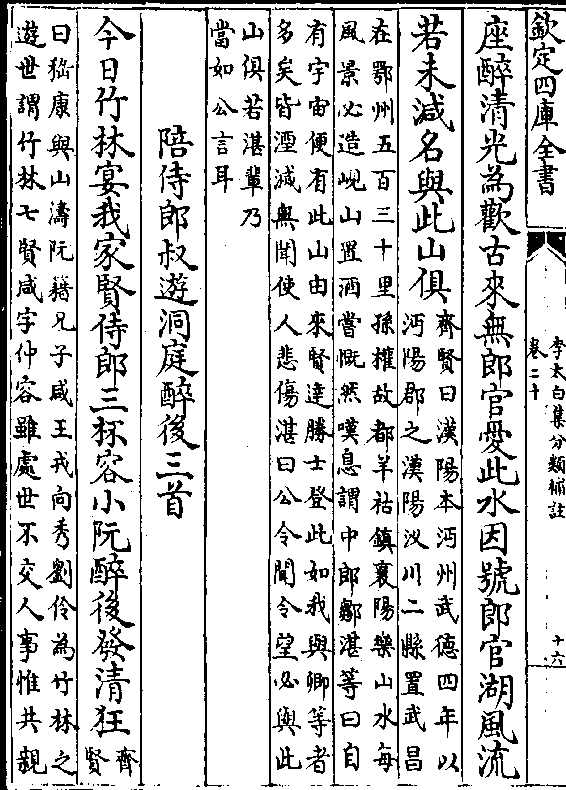 欽定四庫全書
李太白集分類補註
卷二十
十六
座醉清光為歡古來無郎官愛此水因號郎官湖風流
若未減名與此山俱
齊賢曰漢陽本沔州武德四年以
沔陽郡之漢陽汊川二縣置武昌
在鄂州五百三十里孫權故都羊祜鎮襄陽樂山水每
風景必造峴山置酒嘗慨然嘆息謂中郎鄒湛等曰自
有宇宙便有此山由來賢達勝士登此如我與卿等者
多矣皆湮滅無聞使人悲傷湛曰公令聞令望必與此
山俱若湛輩乃
當如公言耳
陪侍郎叔遊洞庭醉後三首
今日竹林宴我家賢侍郎三杯容小阮醉後發清狂
齊
賢
曰嵇康與山濤阮籍兄子咸王戎向秀劉伶為竹林之
遊世謂竹林七賢咸字仲容雖處世不交人事惟共親